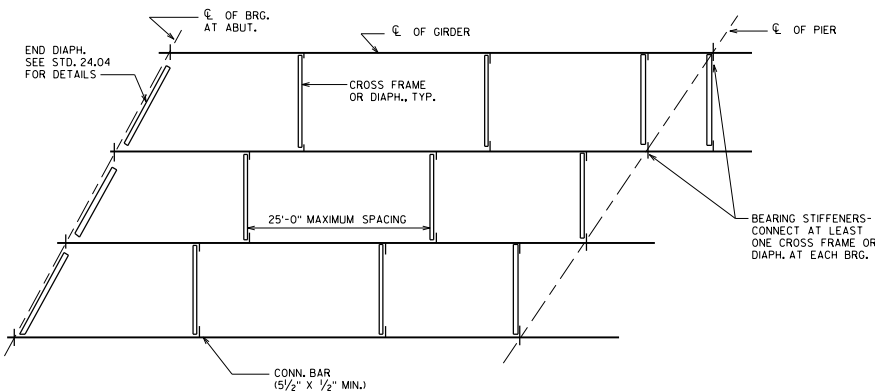 ℄ OF BRG.
AT ABUT.
℄ OF GIRDER
℄ OF PIER
END DIAPH.
SEE STD. 24.04
FOR DETAILS
CROSS FRAME
OR DIAPH., TYP.
25'-0" MAXIMUM SPACING
BEARING STIFFENERS-
CONNECT AT LEAST
ONE CROSS FRAME OR
DIAPH. AT EACH BRG.
CONN. BAR
(5 1/2" X 1/2" MIN.)